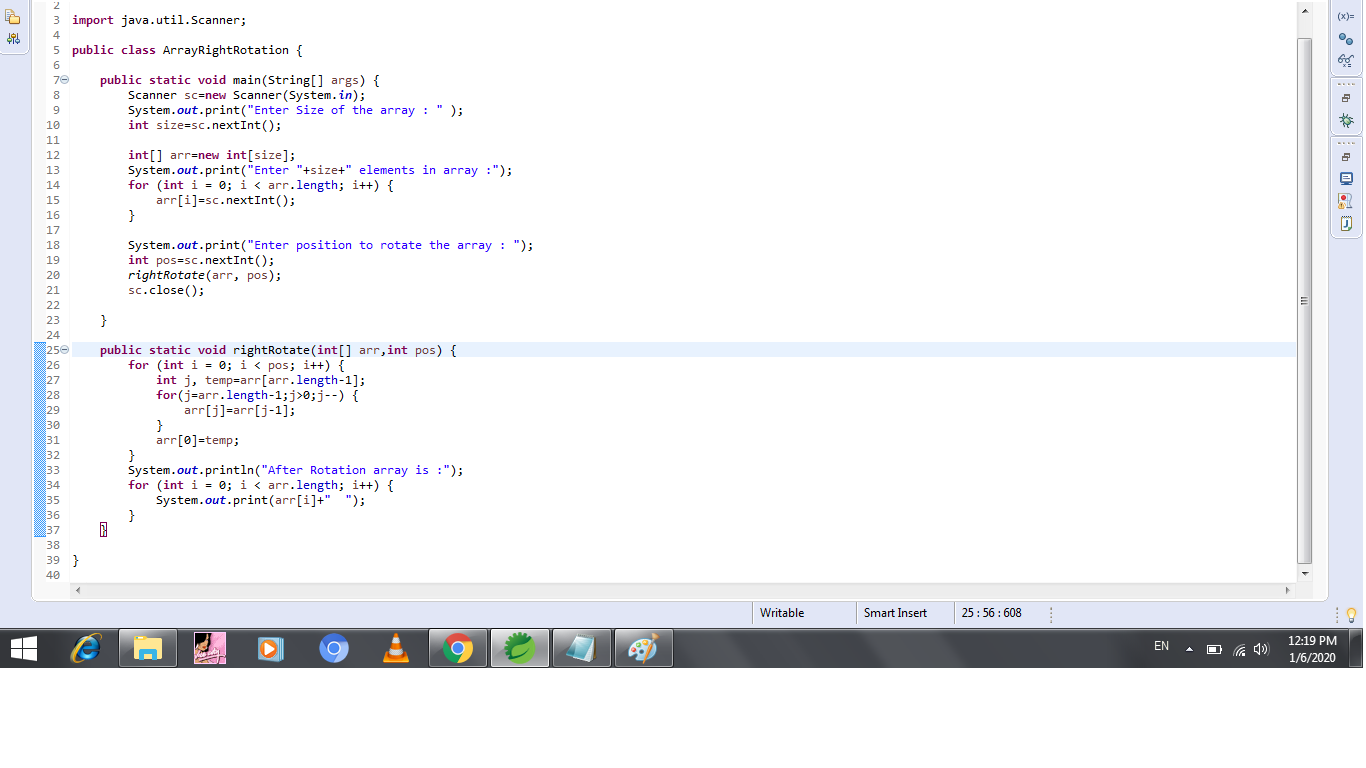 2
3 import java.util.Scanner;
4
5 public class ArrayRightRotation {
6
7 public static void main(String[] args) {
8 Scanner sc=new Scanner(System.in);
9 System.out.print("Enter Size of the array : " );
10 int size=sc.nextInt();
11
12 int[] arr=new int[size];
13 System.out.print("Enter "+size+" elements in array :");
14 for (int i = 0; i < arr.length; i++) {
15 arr[i]=sc.nextInt();
16 }
17
18 System.out.print("Enter position to rotate the array : ");
19 int pos=sc.nextInt();
20 rightRotate(arr, pos);
21 sc.close();
22
23 }
24
25 public static void rightRotate(int[] arr,int pos) {
26 for (int i = 0; i < pos; i++) {
27 int j, temp=arr[arr.length-1];
28 for(j=arr.length-1;j>0;j--) {
29 arr[j]=arr[j-1];
30 }
31 arr[0]=temp;
32 }
33 System.out.println("After Rotation array is :");
34 for (int i = 0; i < arr.length; i++) {
35 System.out.print(arr[i]+"  ");
36 }
37 }
38
39 }
40
(x)=
Writable Smart Insert 25 : 56 : 608
EN 12:19 PM
1/6/2020